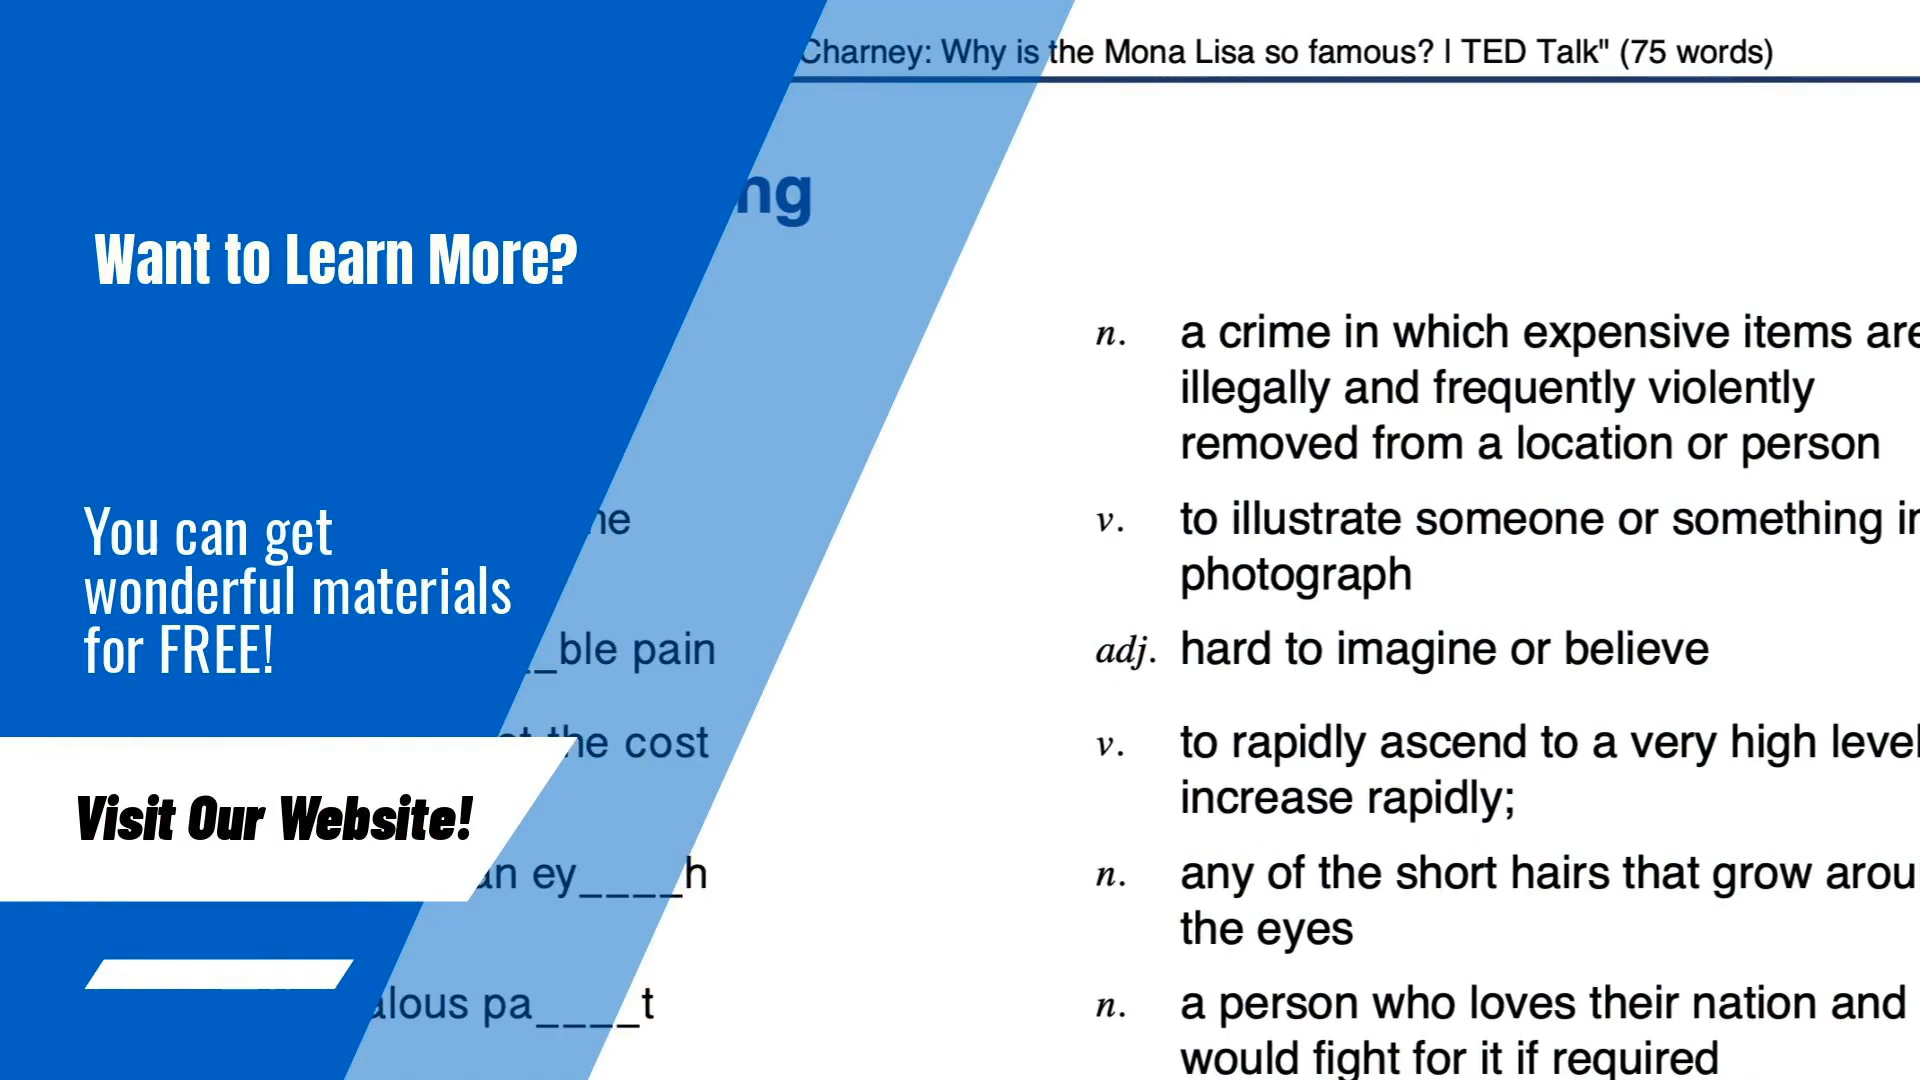 Charney: Why is the Mona Lisa so famous? | TED Talk" (75 words)
ng
Want to Learn More?
You can get
wonderful materials
for FREE!
Visit Our Website!
n. a crime in which expensive items are
illegally and frequently violently
removed from a location or person
v. to illustrate someone or something in
photograph
_ble pain adj. hard to imagine or believe
the cost v. to rapidly ascend to a very high level
increase rapidly;
an ey____h n. any of the short hairs that grow arou
the eyes
alous pa____t n. a person who loves their nation and
would fight for it if required